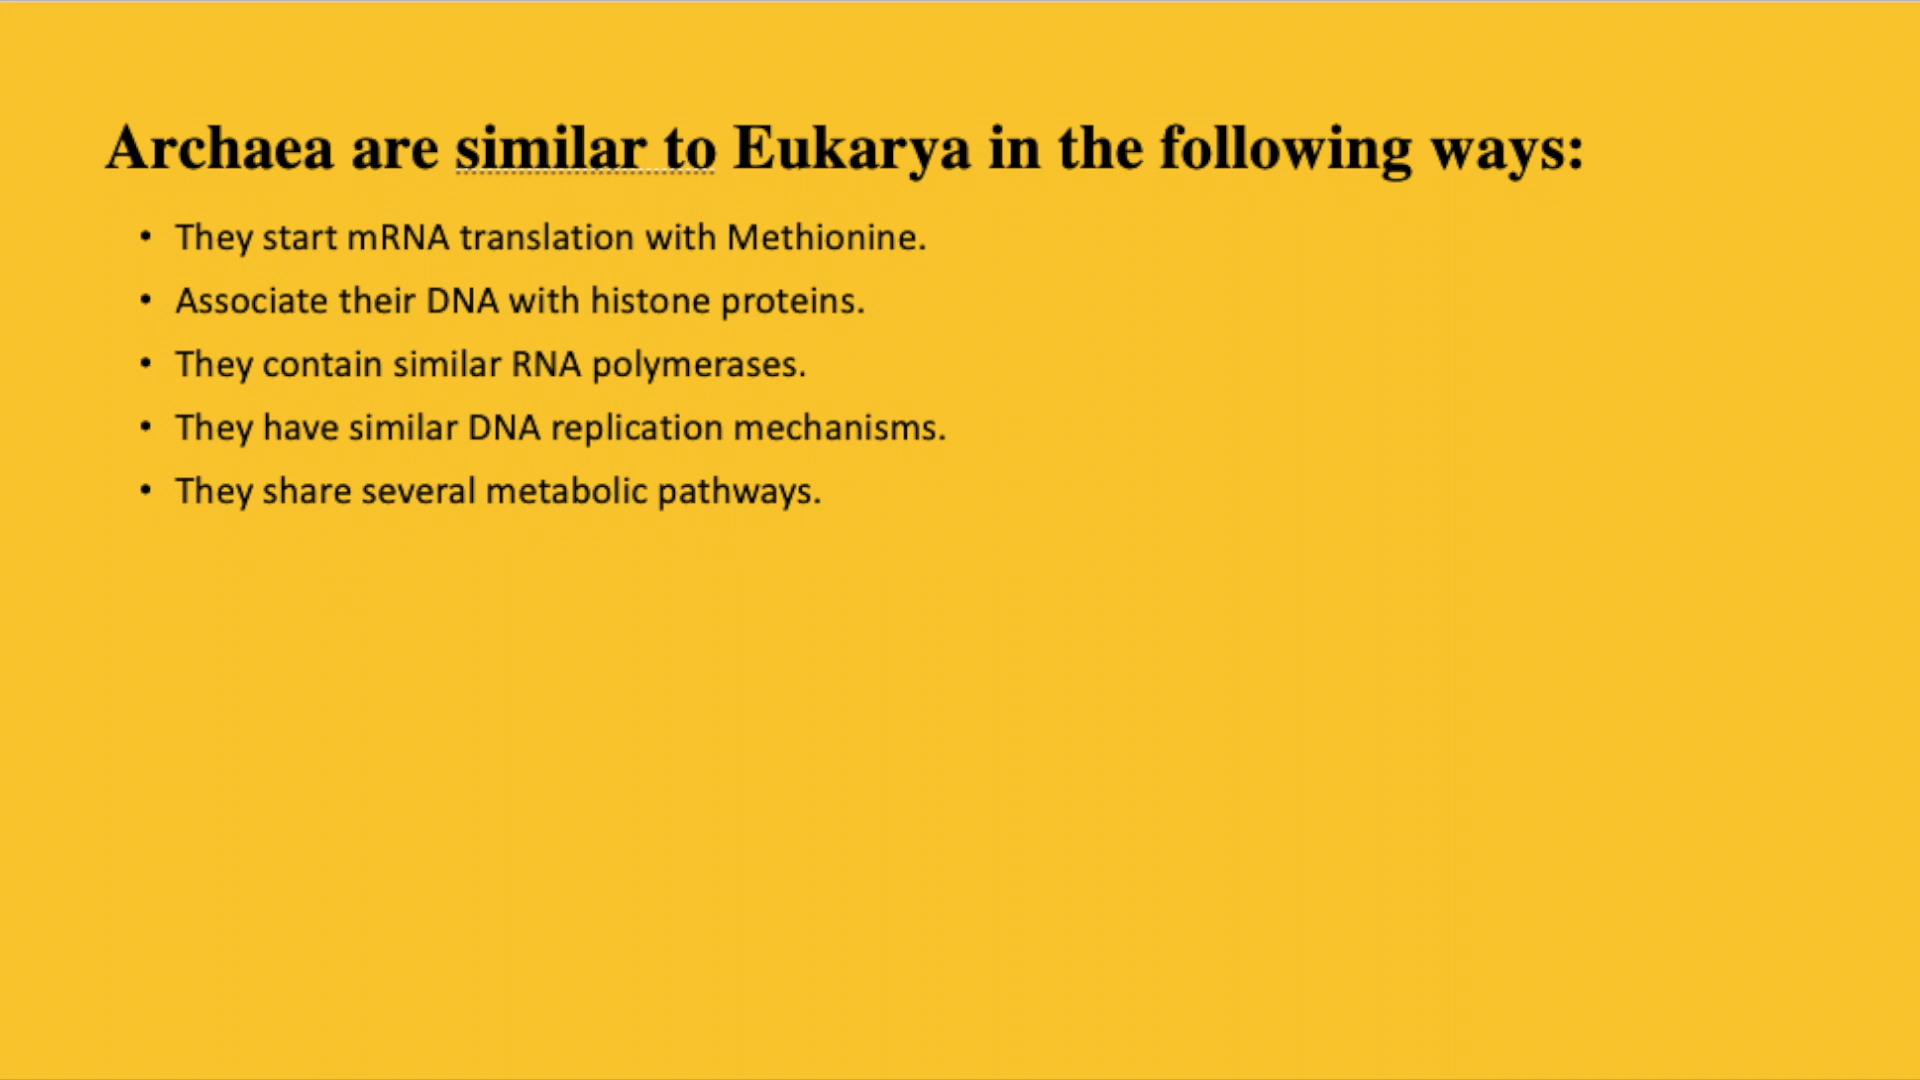 Archaea are similar to Eukarya in the following ways:
• They start mRNA translation with Methionine.
• Associate their DNA with histone proteins.
• They contain similar RNA polymerases.
• They have similar DNA replication mechanisms.
• They share several metabolic pathways.